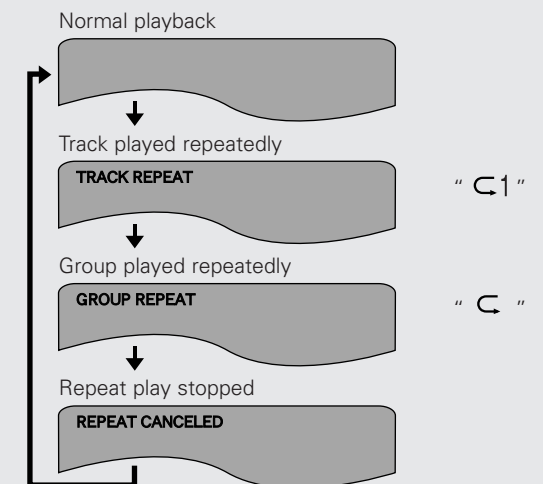 Normal playback
Track played repeatedly
TRACK REPEAT
" ⊂1 "
Group played repeatedly
GROUP REPEAT
" ⊂ "
Repeat play stopped
REPEAT CANCELED